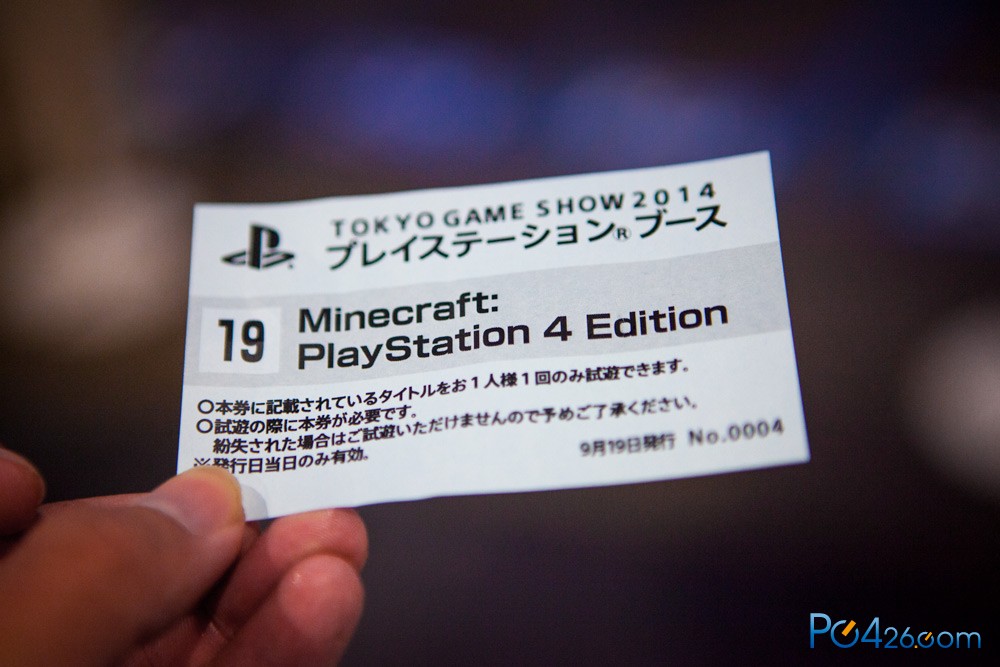 TOKYO GAME SHOW 2014
プレイステーション® ブース
19
Minecraft:
PlayStation 4 Edition
○本券に記載されているタイトルをお1人様1回のみ試遊できます。
○試遊の際に本券が必要です。
紛失された場合はご試遊いただけませんので予めご了承ください。
※発行日当日のみ有効。
9月19日発行 No.0004
PG426.com